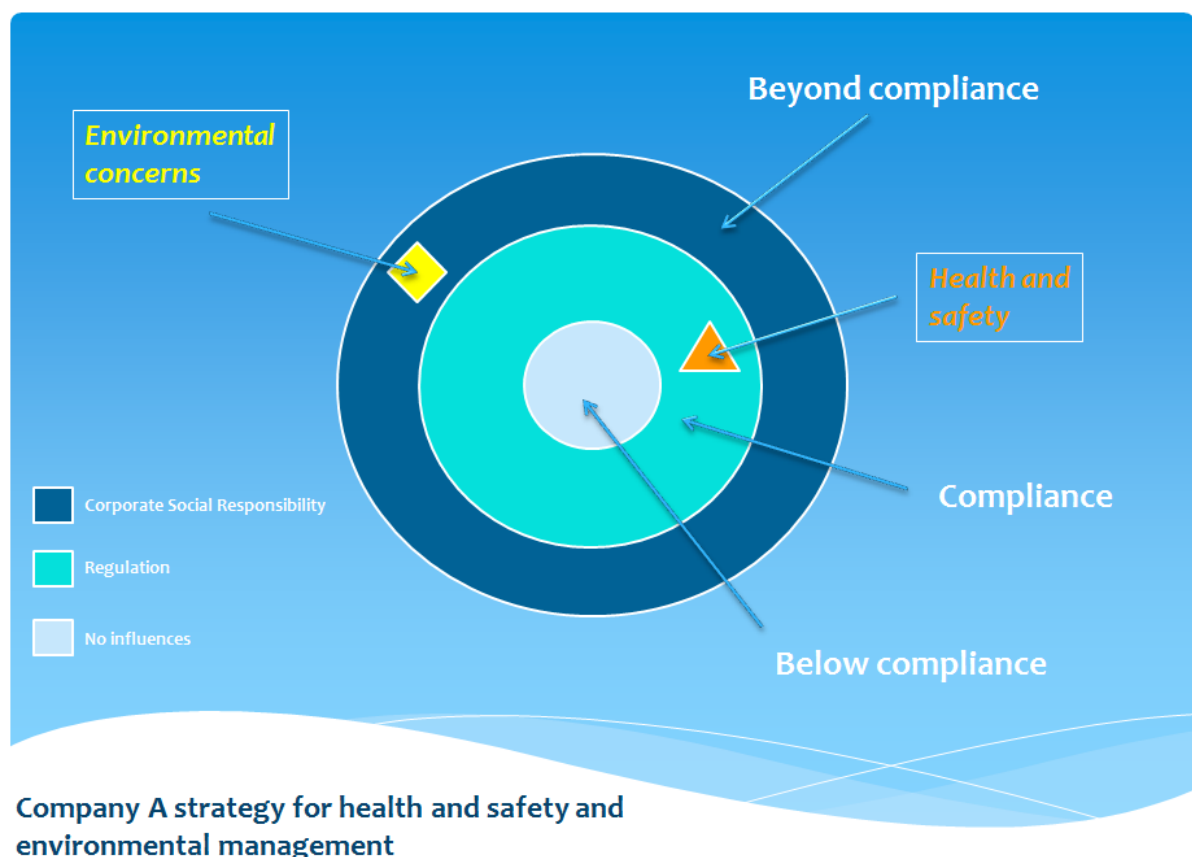 Beyond compliance
Environmental
concerns
Health and
safety
Corporate Social Responsibility
Compliance
Regulation
No influences
Below compliance
Company A strategy for health and safety and
environmental management